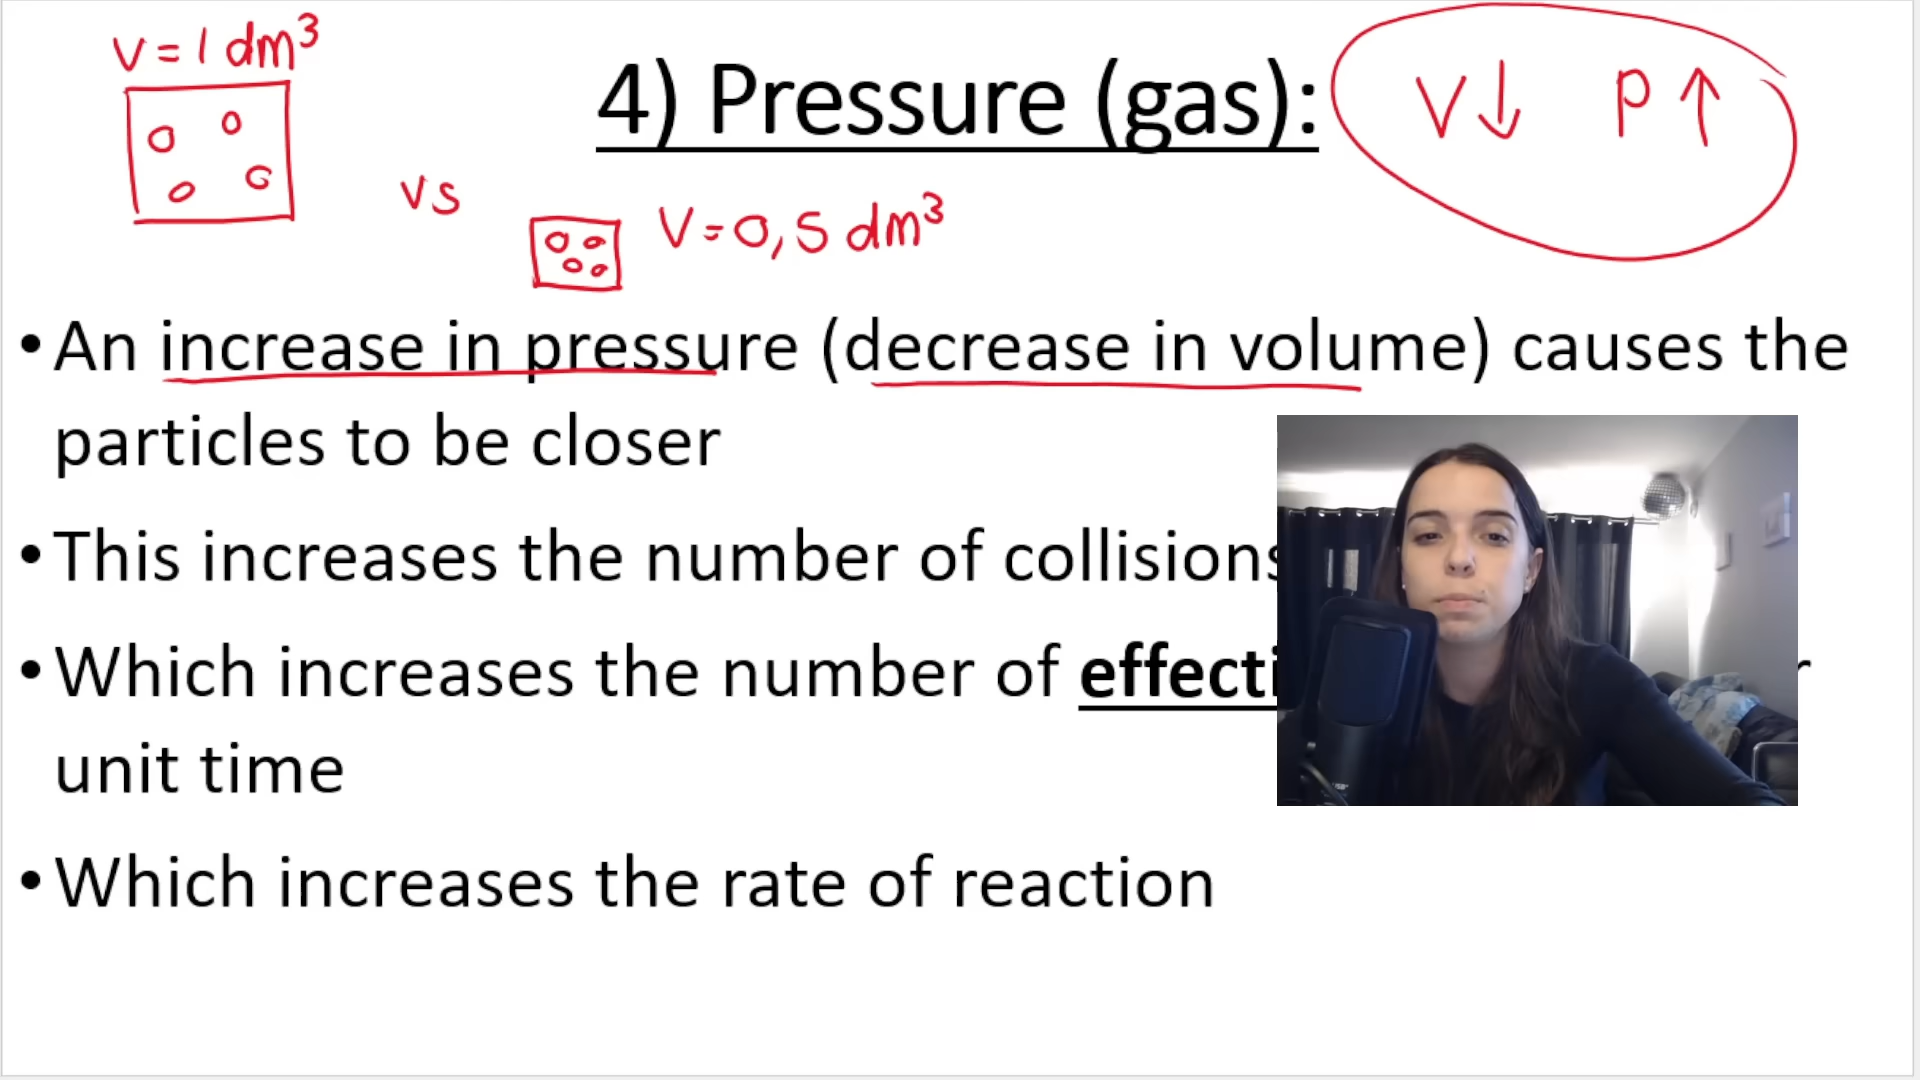 V = 1 dm³
4) Pressure (gas):
V↓ P↑
vs
V = 0,5 dm³
• An increase in pressure (decrease in volume) causes the
particles to be closer
• This increases the number of collisions
• Which increases the number of
unit time
• Which increases the rate of reaction